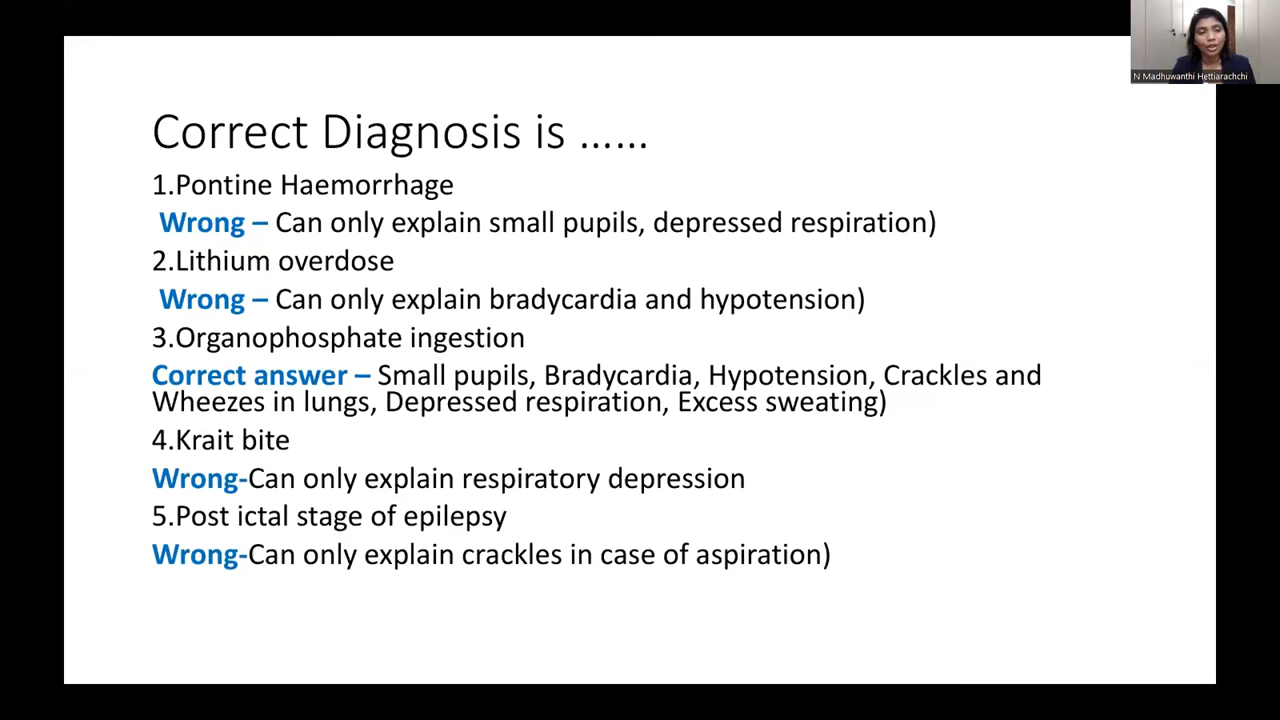 N Madhuwanthi Hettiarachchi
Correct Diagnosis is ……
1.Pontine Haemorrhage
Wrong – Can only explain small pupils, depressed respiration)
2.Lithium overdose
Wrong – Can only explain bradycardia and hypotension)
3.Organophosphate ingestion
Correct answer – Small pupils, Bradycardia, Hypotension, Crackles and
Wheezes in lungs, Depressed respiration, Excess sweating)
4.Krait bite
Wrong-Can only explain respiratory depression
5.Post ictal stage of epilepsy
Wrong-Can only explain crackles in case of aspiration)